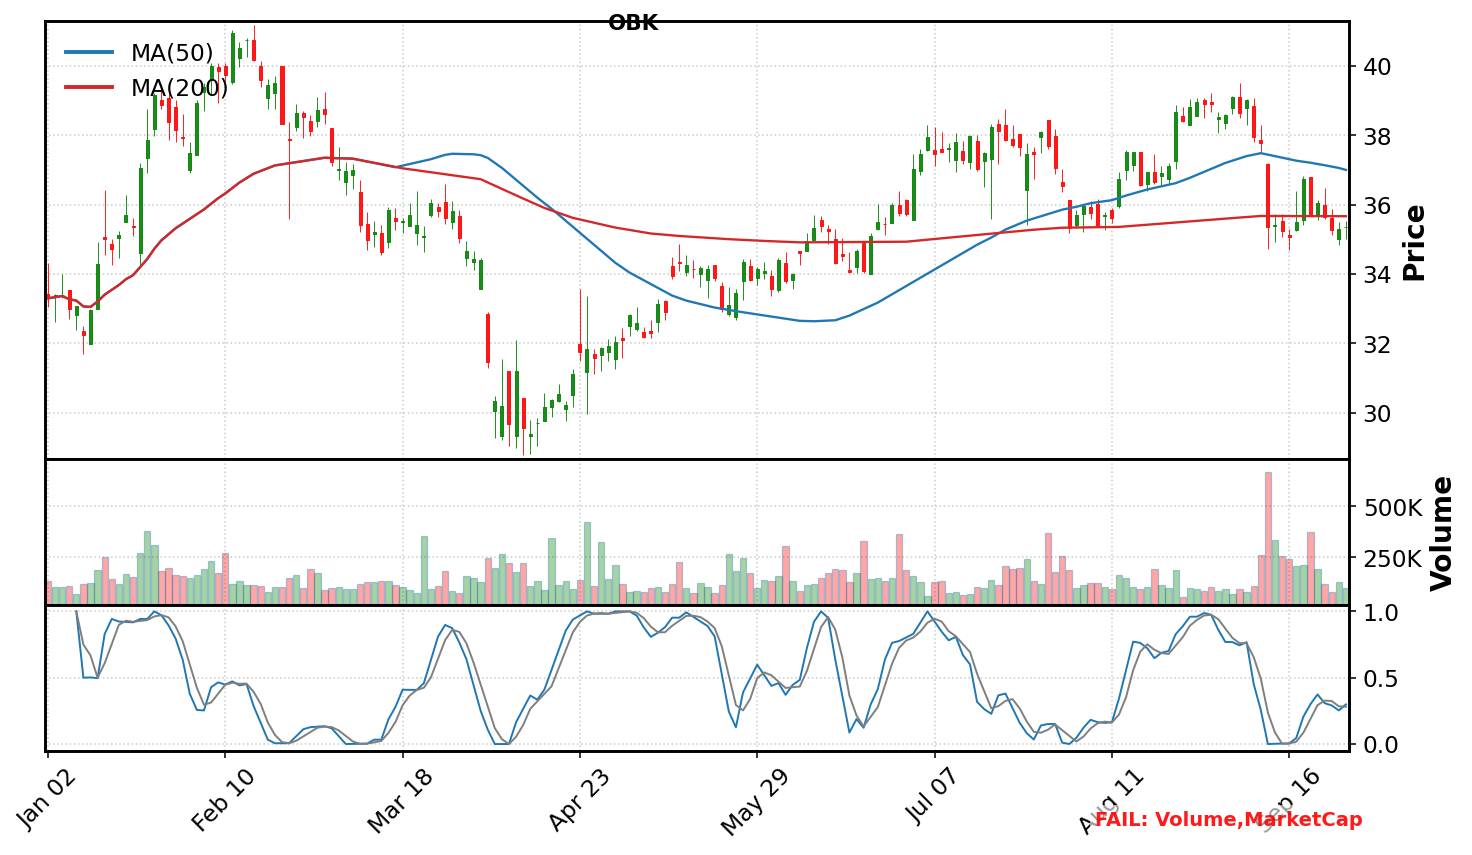 OBK
MA(50)
MA(200)
40
38
36
34
32
30
Price
500K
250K
Volume
1.0
0.5
0.0
Jan 02
Feb 10
Mar 18
Apr 23
May 29
Jul 07
Aug 11
Sep 16
FAIL: Volume,MarketCap